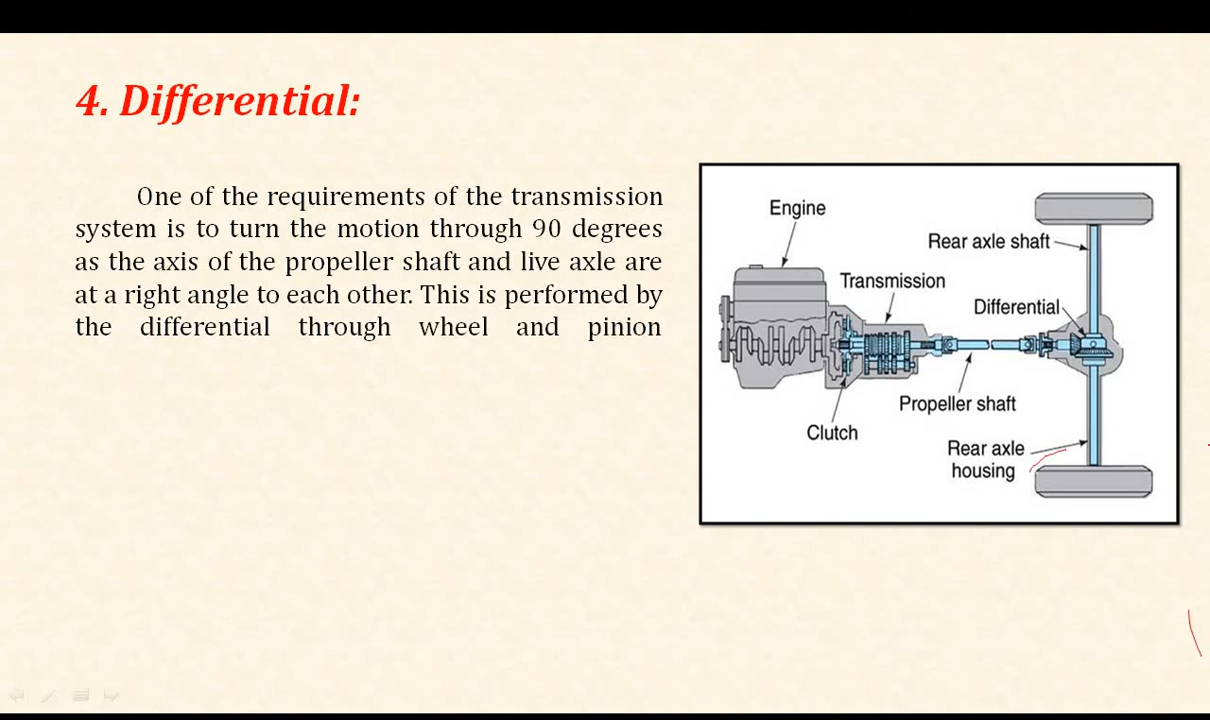 4. Differential:
One of the requirements of the transmission
system is to turn the motion through 90 degrees
as the axis of the propeller shaft and live axle are
at a right angle to each other. This is performed by
the differential through wheel and pinion
Engine
Rear axle shaft
Transmission
Differential
Propeller shaft
Clutch
Rear axle
housing